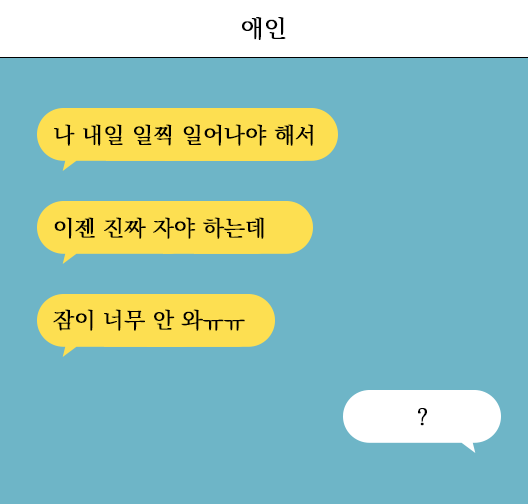 애인
나 내일 일찍 일어나야 해서
이젠 진짜 자야 하는데
잠이 너무 안 와ㅠㅠ
?